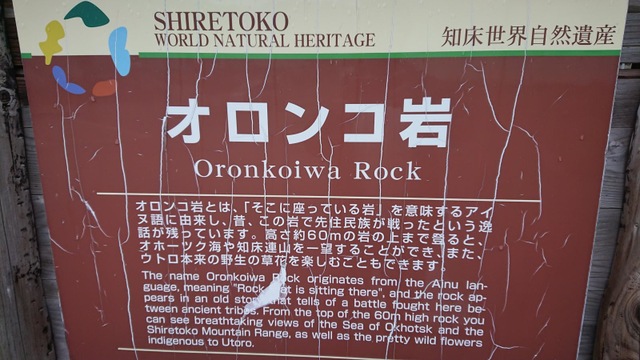 SHIRETOKO
WORLD NATURAL HERITAGE
知床世界自然遺産
オロンコ岩
Oronkoiwa Rock
オロンコ岩とは、「そこに座っている岩」を意味するアイ
ヌ語に由来し、昔、この岩で先住民族が戦ったという逸
話が残っています。高さ約60mの岩の上まで登ると、
オホーツク海や知床連山を一望することができ、また、
ウトロ本来の野生の草花を楽しむこともできます。
The name Oronkoiwa Rock originates from the Ainu lan-
guage, meaning "Rock that is sitting there", and the rock ap-
pears in an old story that tells of a battle fought here be-
tween ancient tribes. From the top of the 60m high rock you
can see breathtaking views of the Sea of Okhotsk and the
Shiretoko Mountain Range, as well as the pretty wild flowers
indigenous to Utoro.